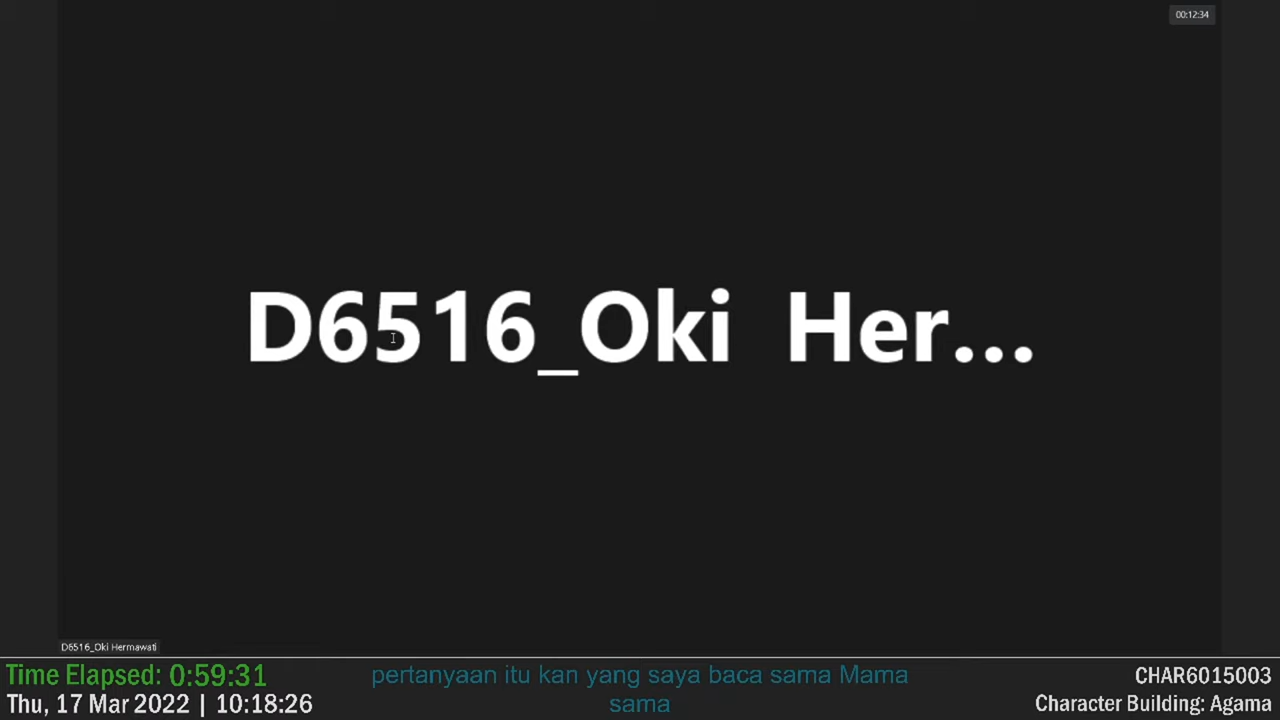 00:12:34
D6516_Oki Her...
D6516_Oki Hermawati
Time Elapsed: 0:59:31
pertanyaan itu kan yang saya baca sama Mama
sama
CHAR6015003
Thu, 17 Mar 2022 | 10:18:26
Character Building: Agama